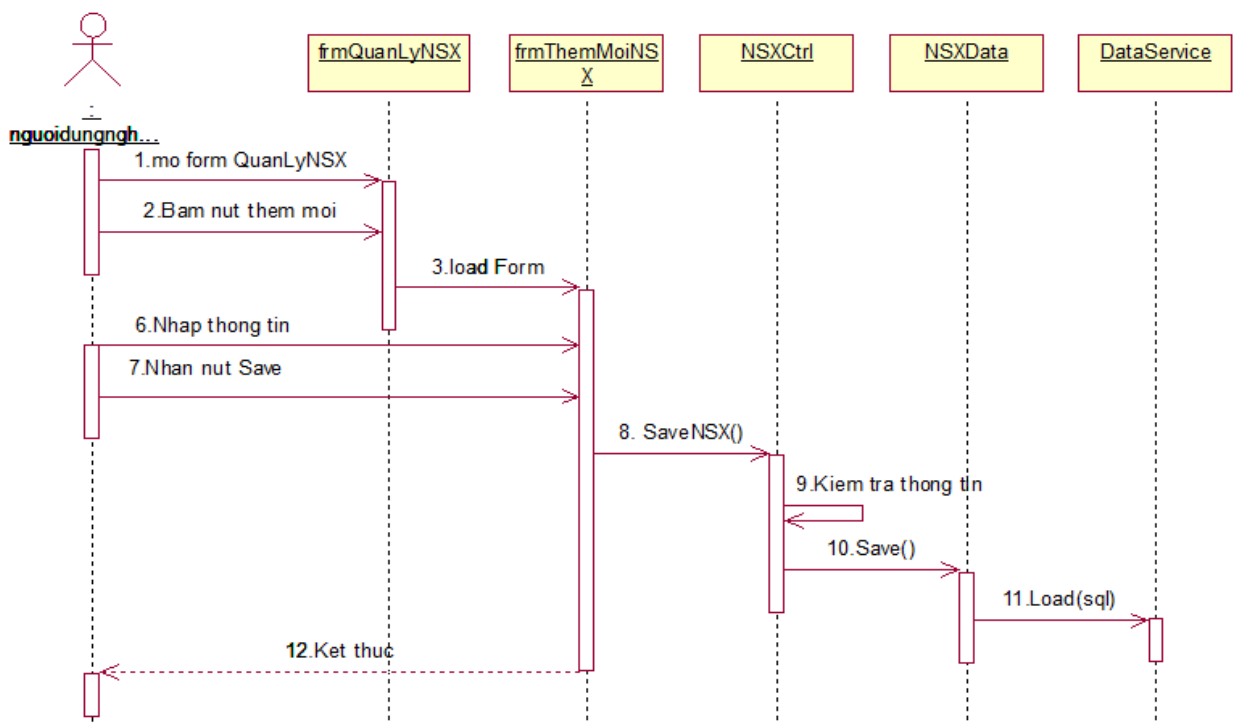 frmQuanLyNSX
frmThemMoiNS
X
NSXCtrl
NSXData
DataService
:
nguoidungngh...
1.mo form QuanLyNSX
2.Bam nut them moi
3.load Form
6.Nhap thong tin
7.Nhan nut Save
8. SaveNSX()
9.Kiem tra thong tin
10.Save()
11.Load(sql)
12.Ket thuc